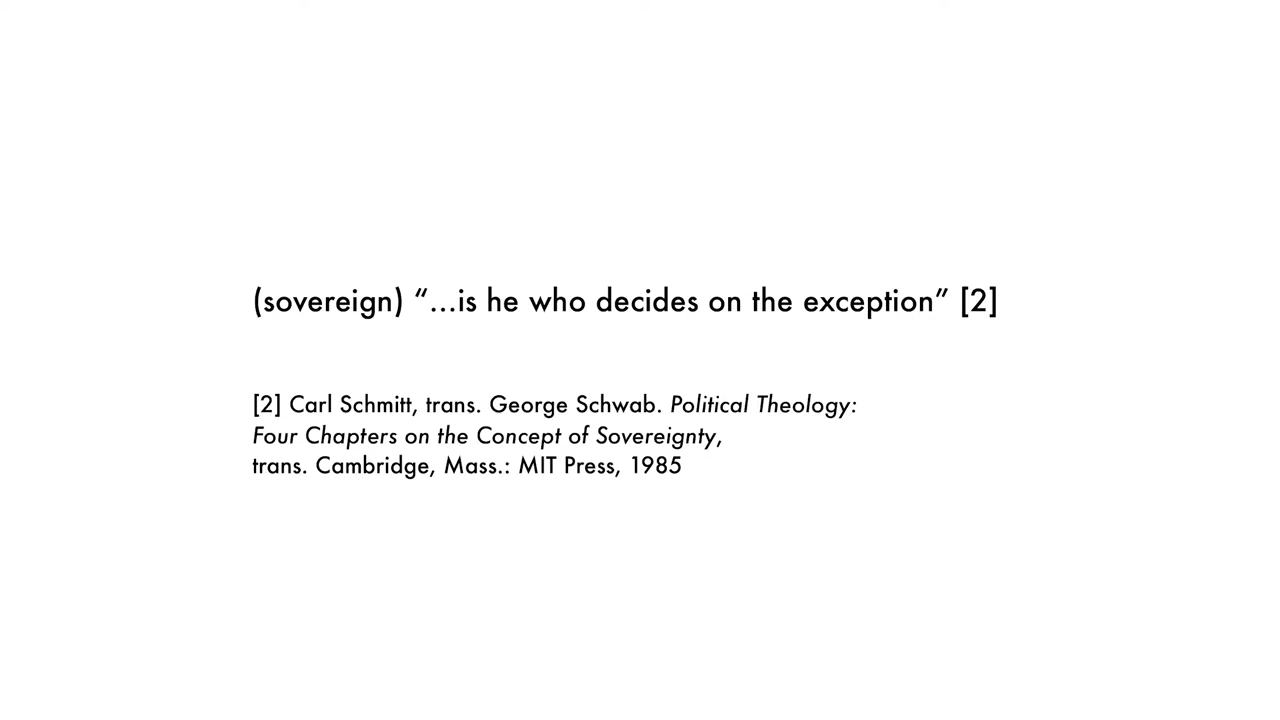 (sovereign) “...is he who decides on the exception” [2]
[2] Carl Schmitt, trans. George Schwab. Political Theology:
Four Chapters on the Concept of Sovereignty,
trans. Cambridge, Mass.: MIT Press, 1985